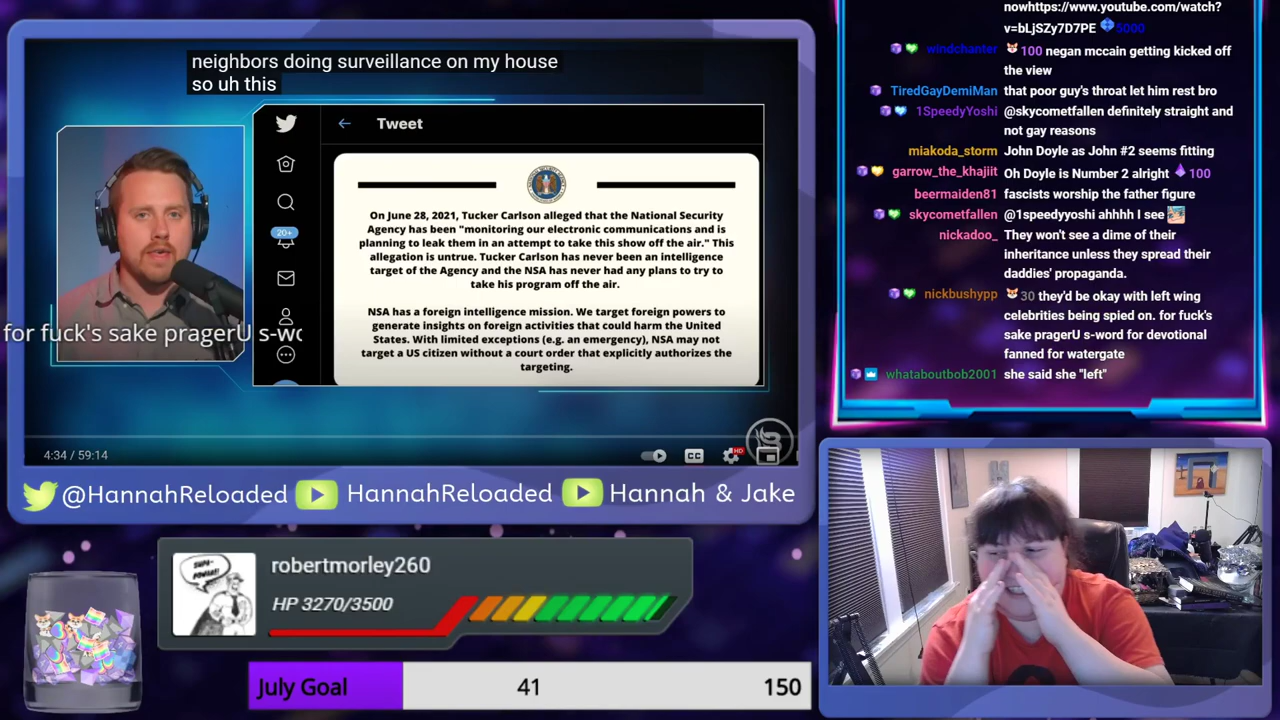 neighbors doing surveillance on my house
so uh this
Tweet
20+
On June 28, 2021, Tucker Carlson alleged that the National Security
Agency has been "monitoring our electronic communications and is
planning to leak them in an attempt to take this show off the air." This
allegation is untrue. Tucker Carlson has never been an intelligence
target of the Agency and the NSA has never had any plans to try to
take his program off the air.
NSA has a foreign intelligence mission. We target foreign powers to
generate insights on foreign activities that could harm the United
States. With limited exceptions (e.g. an emergency), NSA may not
target a US citizen without a court order that explicitly authorizes the
targeting.
for fuck's sake pragerU s-wo
4:34 / 59:14
CC
HD
@HannahReloaded
HannahReloaded
Hannah & Jake
robertmorley260
HP 3270/3500
July Goal
41
150
nowhttps://www.youtube.com/watch?
v=bLjSZy7D7PE 5000
windchanter 100 negan mccain getting kicked off
the view
TiredGayDemiMan that poor guy's throat let him rest bro
1SpeedyYoshi @skycometfallen definitely straight and
not gay reasons
miakoda_storm John Doyle as John #2 seems fitting
garrow_the_khajiit Oh Doyle is Number 2 alright 100
beermaiden81 fascists worship the father figure
skycometfallen @1speedyyoshi ahhhh I see
nickadoo_ They won't see a dime of their
inheritance unless they spread their
daddies' propaganda.
nickbushypp 30 they'd be okay with left wing
celebrities being spied on. for fuck's
sake pragerU s-word for devotional
fanned for watergate
whataboutbob2001 she said she "left"